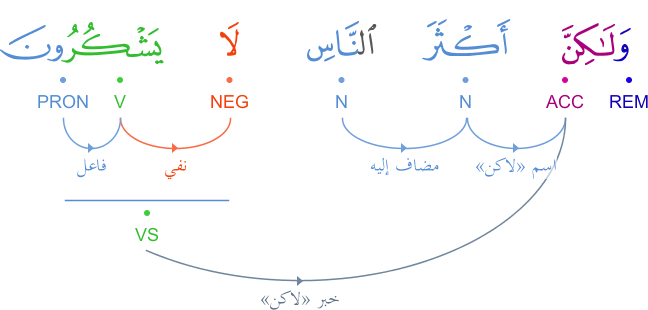 وَلَٰكِنَّ أَكْثَرَ ٱلنَّاسِ لَا يَشْكُرُونَ
REM ACC N N NEG V PRON
اسم «لاكن» مضاف إليه نفي فاعل
VS
خبر «لاكن»